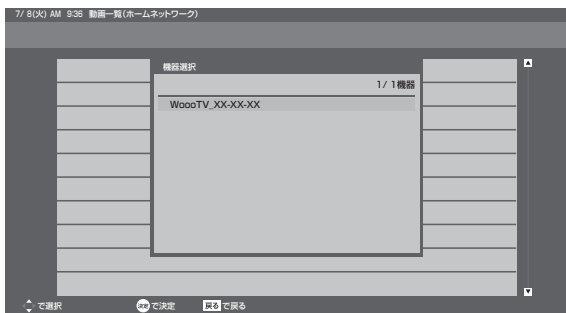 7/ 8(火) AM 9:36 動画一覧(ホームネットワーク)
機器選択
1/ 1機器
WoooTV_XX-XX-XX
で選択 決定 で決定 戻る で戻る